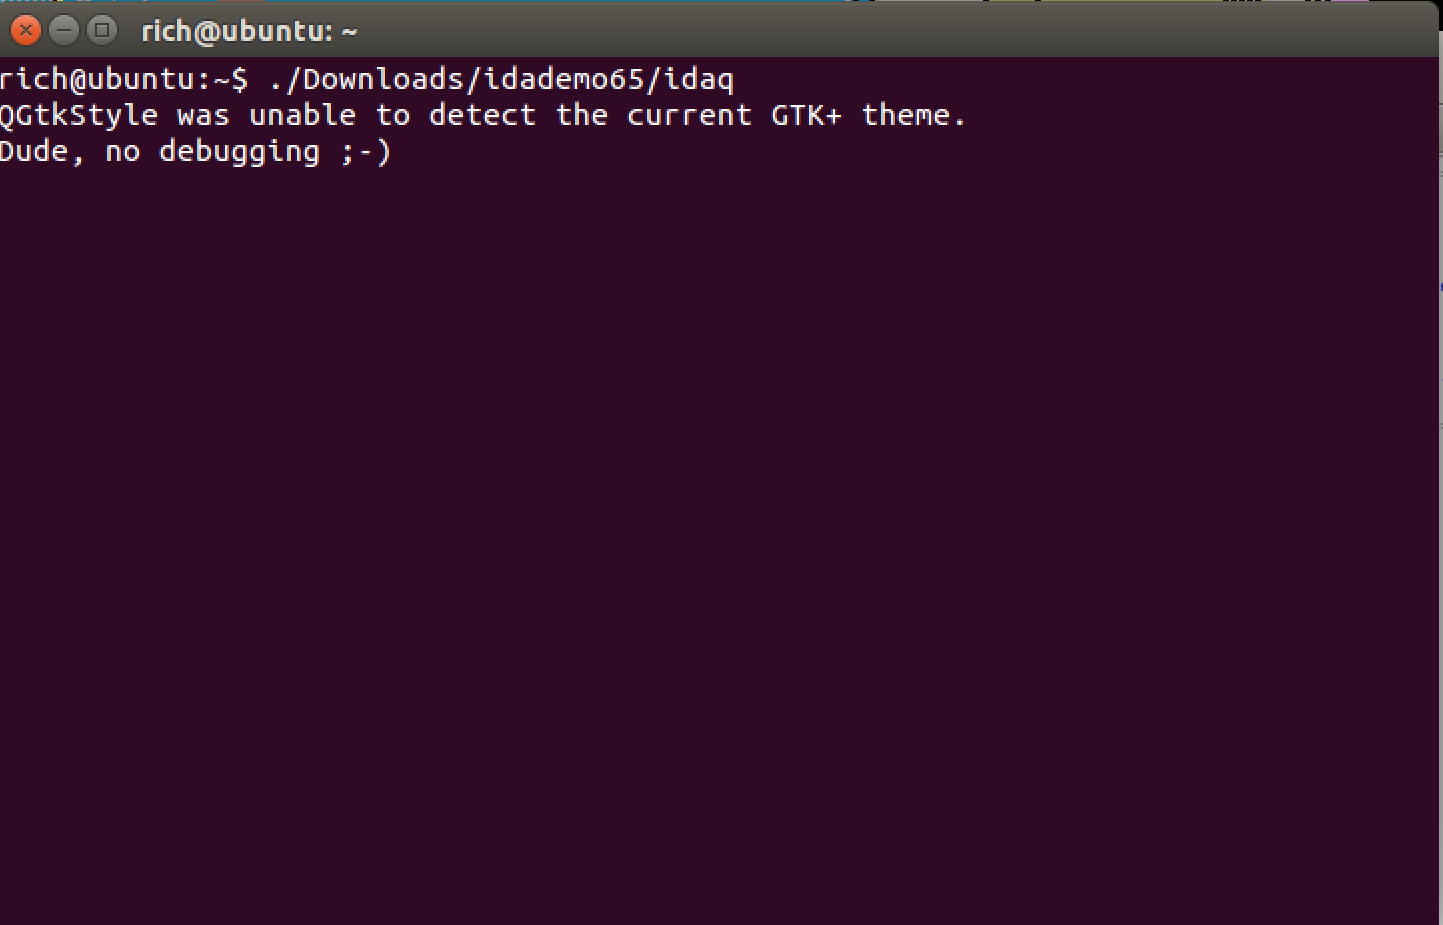 rich@ubuntu: ~
rich@ubuntu:~$ ./Downloads/idademo65/idaq
QGtkStyle was unable to detect the current GTK+ theme.
Dude, no debugging ;-)